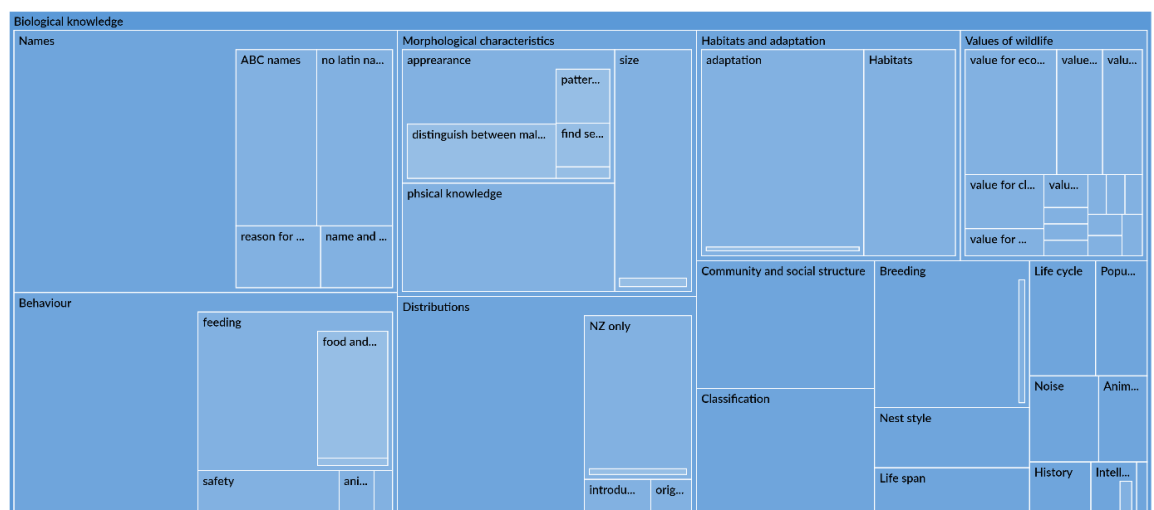 Biological knowledge
Names
ABC names
no latin na...
reason for ...
name and ...
Behaviour
feeding
food and...
safety
ani...
Morphological characteristics
apprearance
patter...
distinguish between mal...
find se...
size
phsical knowledge
Distributions
NZ only
introdu...
orig...
Habitats and adaptation
adaptation
Habitats
Values of wildlife
value for eco...
value...
valu...
value for cl...
valu...
value for ...
Community and social structure
Classification
Breeding
Nest style
Life span
Life cycle
Popu...
Noise
Anim...
History
Intell...